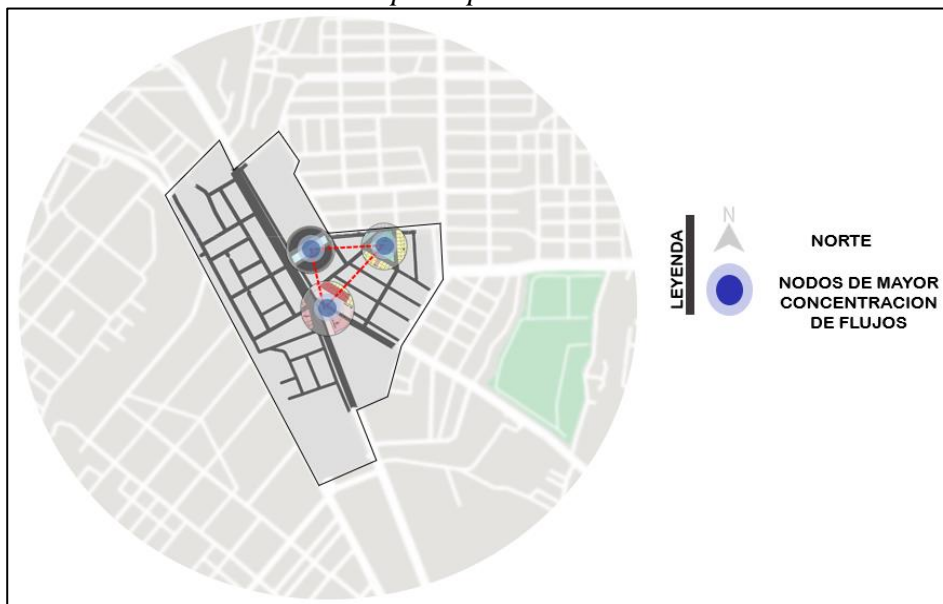 N
NORTE
LEYENDA
NODOS DE MAYOR
CONCENTRACION
DE FLUJOS